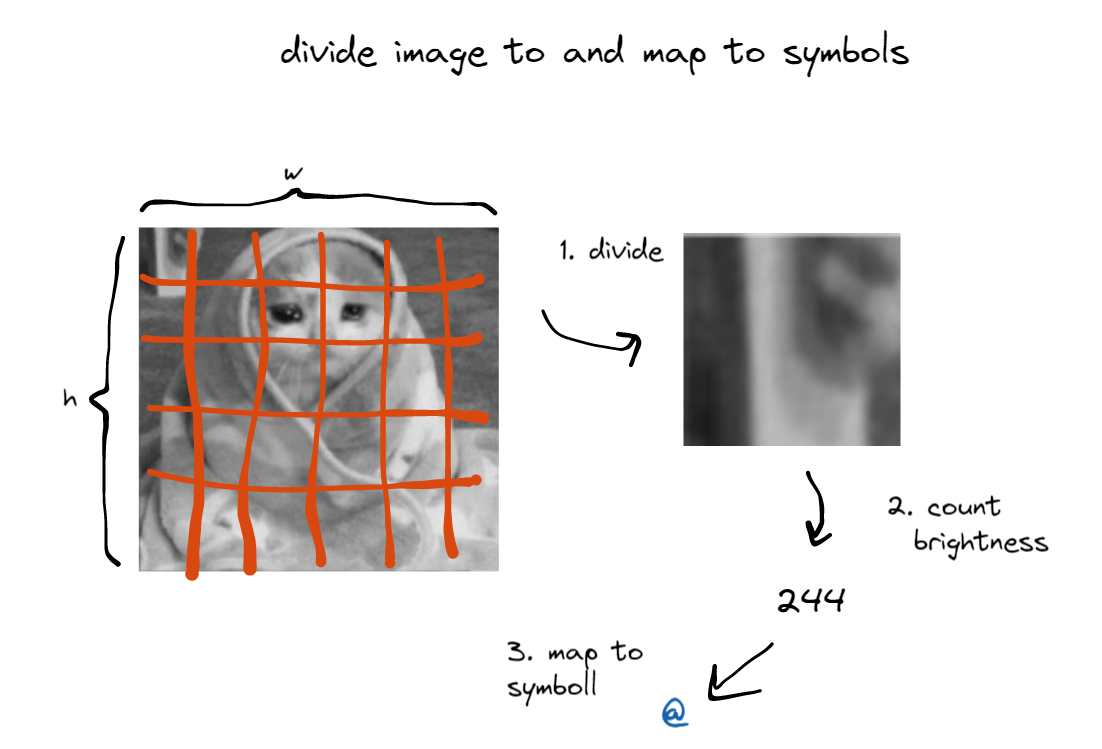 divide image to and map to symbols
w
h
1. divide
2. count
brightness
244
3. map to
symboll
@